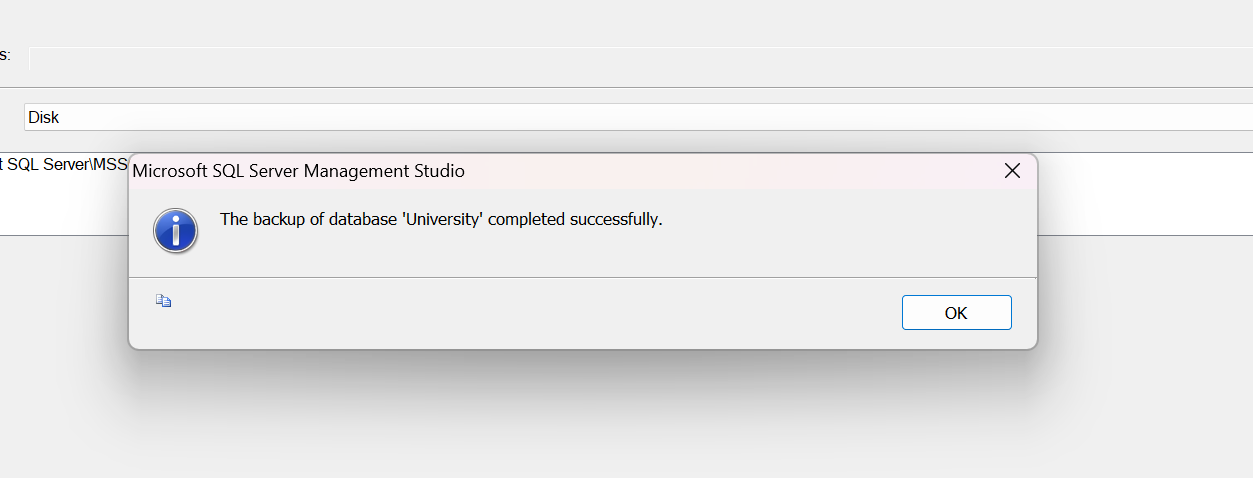 s:
Disk
t SQL Server\MSS
Microsoft SQL Server Management Studio
The backup of database 'University' completed successfully.
OK